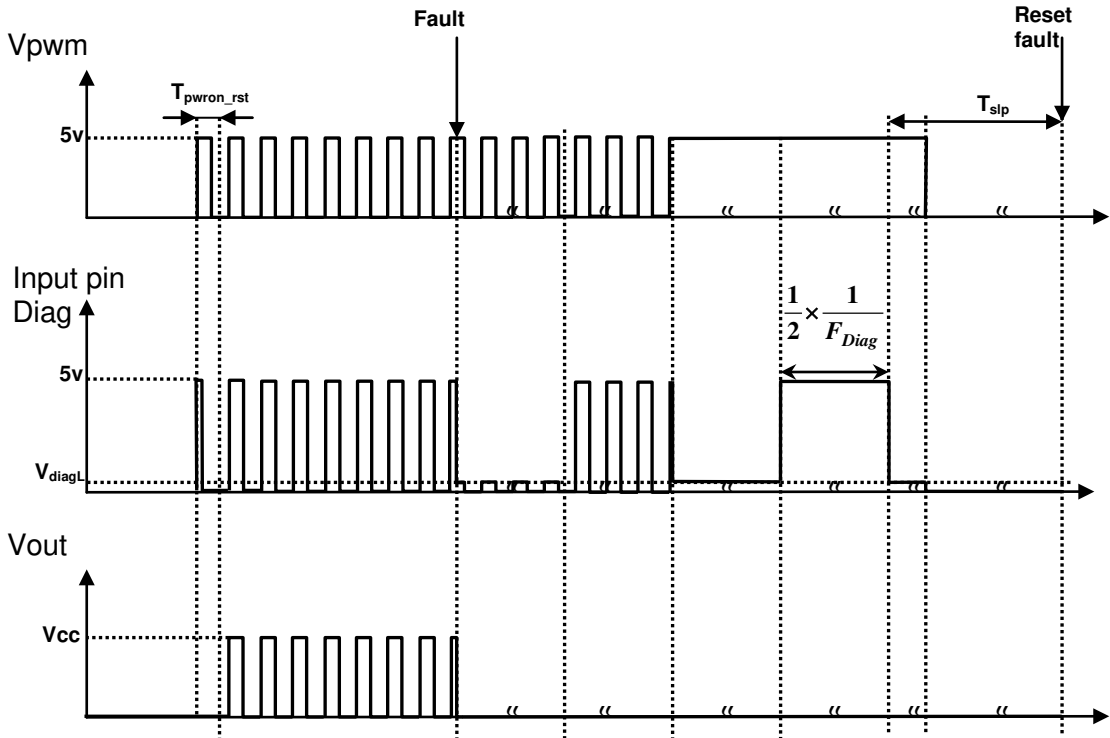 Fault
Reset
fault
Vpwm
Tpwron_rst
Tslp
5v
Input pin
Diag
1/2 × 1/FDiag
5v
VdiagL
Vout
Vcc